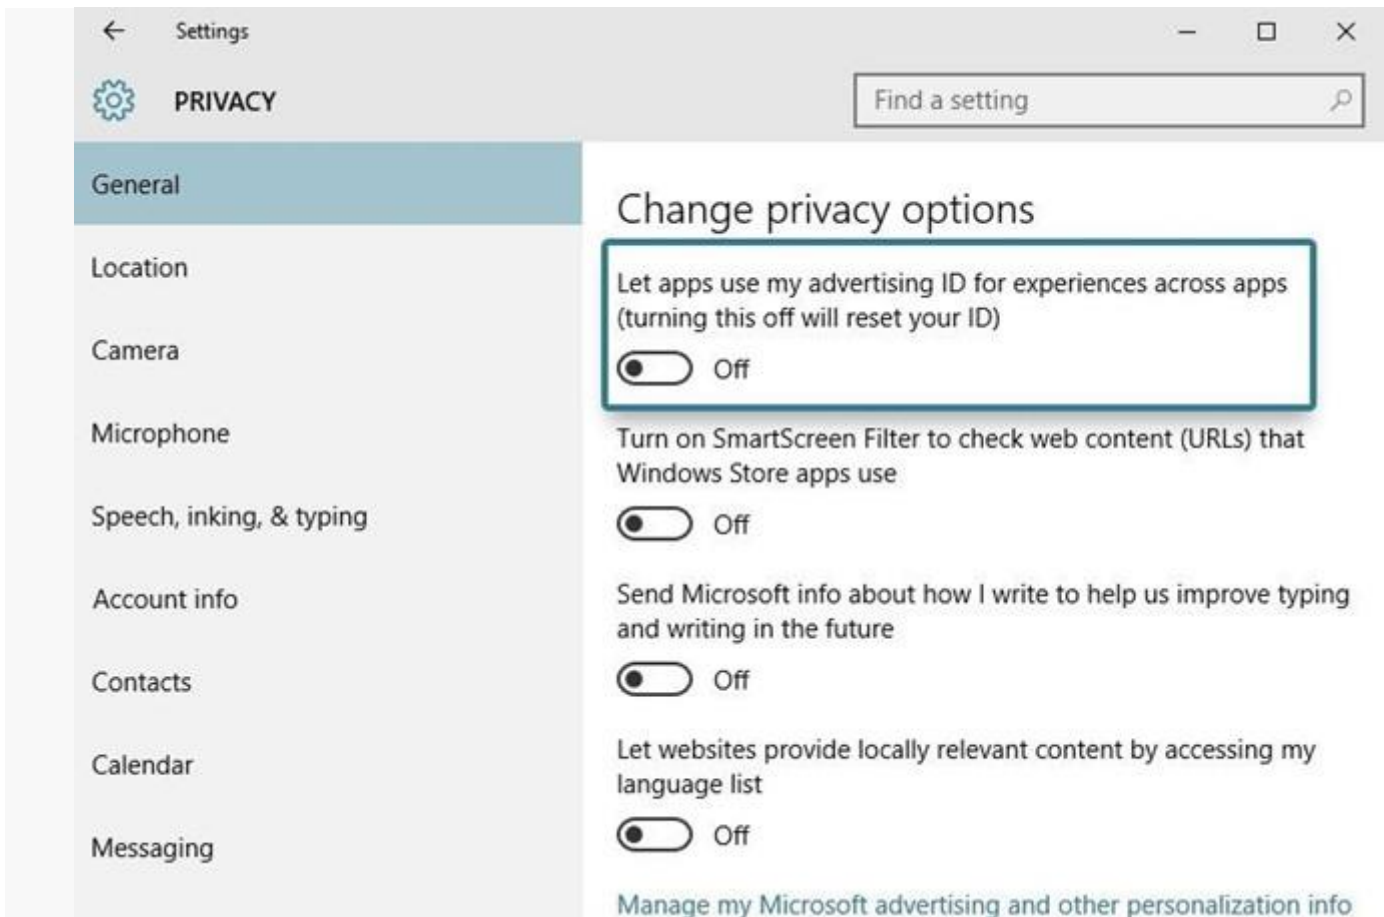 Settings
PRIVACY
Find a setting
General
Location
Camera
Microphone
Speech, inking, & typing
Account info
Contacts
Calendar
Messaging
Change privacy options
Let apps use my advertising ID for experiences across apps
(turning this off will reset your ID)
Off
Turn on SmartScreen Filter to check web content (URLs) that
Windows Store apps use
Off
Send Microsoft info about how I write to help us improve typing
and writing in the future
Off
Let websites provide locally relevant content by accessing my
language list
Off
Manage my Microsoft advertising and other personalization info